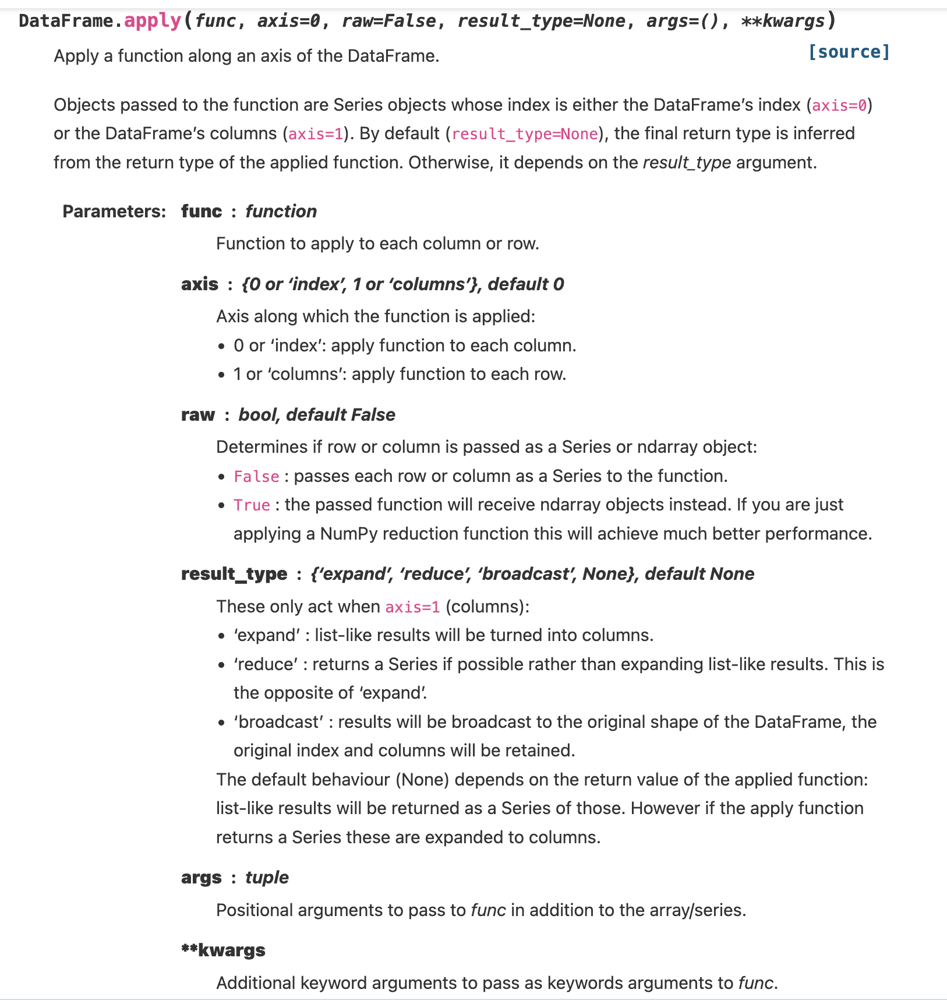 DataFrame.apply(func, axis=0, raw=False, result_type=None, args=(), **kwargs)
[source]
Apply a function along an axis of the DataFrame.
Objects passed to the function are Series objects whose index is either the DataFrame’s index (axis=0)
or the DataFrame’s columns (axis=1). By default (result_type=None), the final return type is inferred
from the return type of the applied function. Otherwise, it depends on the result_type argument.
Parameters: func : function
Function to apply to each column or row.
axis : {0 or ‘index’, 1 or ‘columns’}, default 0
Axis along which the function is applied:
• 0 or ‘index’: apply function to each column.
• 1 or ‘columns’: apply function to each row.
raw : bool, default False
Determines if row or column is passed as a Series or ndarray object:
• False : passes each row or column as a Series to the function.
• True : the passed function will receive ndarray objects instead. If you are just
applying a NumPy reduction function this will achieve much better performance.
result_type : {‘expand’, ‘reduce’, ‘broadcast’, None}, default None
These only act when axis=1 (columns):
• ‘expand’ : list-like results will be turned into columns.
• ‘reduce’ : returns a Series if possible rather than expanding list-like results. This is
the opposite of ‘expand’.
• ‘broadcast’ : results will be broadcast to the original shape of the DataFrame, the
original index and columns will be retained.
The default behaviour (None) depends on the return value of the applied function:
list-like results will be returned as a Series of those. However if the apply function
returns a Series these are expanded to columns.
args : tuple
Positional arguments to pass to func in addition to the array/series.
**kwargs
Additional keyword arguments to pass as keywords arguments to func.